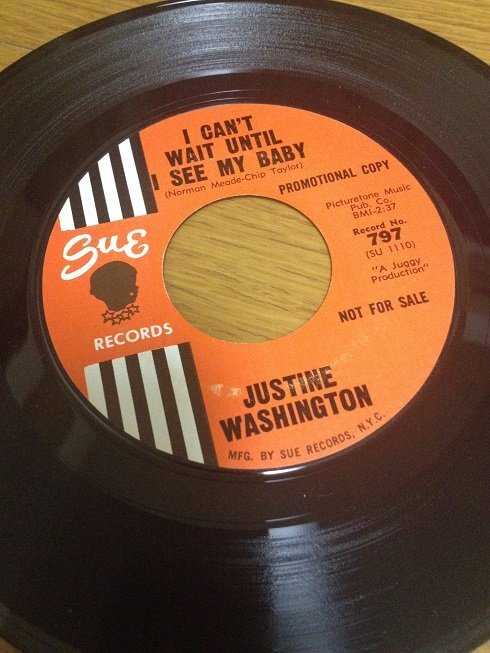 I CAN'T
WAIT UNTIL
I SEE MY BABY
(Norman Meade-Chip Taylor)
PROMOTIONAL COPY
Picturetone Music
Pub. Co.
BMI-2:37
Record No.
797
(SU 1110)
"A Juggy
Production"
NOT FOR SALE
Sue
RECORDS
JUSTINE
WASHINGTON
MFG. BY SUE RECORDS, N.Y.C.